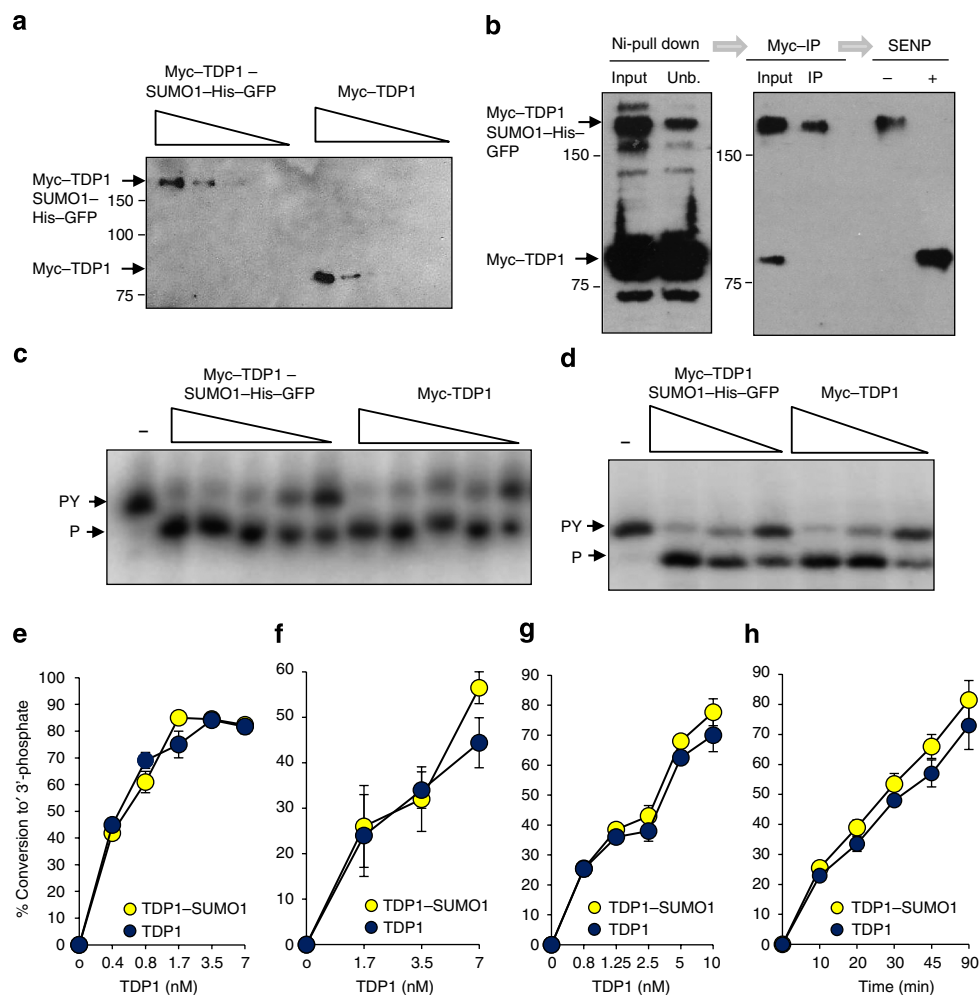 a
Myc–TDP1 –
SUMO1–His–GFP
Myc–TDP1
Myc–TDP1
SUMO1–
His–GFP
150
100
Myc–TDP1
75
b
Ni-pull down
Myc–IP
SENP
Input
Unb.
Input
IP
–
+
Myc–TDP1
SUMO1–His–
GFP
150
150
Myc–TDP1
75
75
c
Myc–TDP1 –
SUMO1–His–GFP
Myc-TDP1
–
PY
P
d
Myc–TDP1
SUMO1–His–GFP
Myc–TDP1
–
PY
P
e
% Conversion to′ 3′-phosphate
100
90
80
70
60
50
40
30
20
10
0
TDP1–SUMO1
TDP1
0 0.4 0.8 1.7 3.5 7
TDP1 (nM)
f
60
50
40
30
20
10
0
TDP1–SUMO1
TDP1
0 1.7 3.5 7
TDP1 (nM)
g
90
80
70
60
50
40
30
20
10
0
TDP1–SUMO1
TDP1
0 0.8 1.25 2.5 5 10
TDP1 (nM)
h
90
80
70
60
50
40
30
20
10
0
TDP1–SUMO1
TDP1
10 20 30 45 90
Time (min)